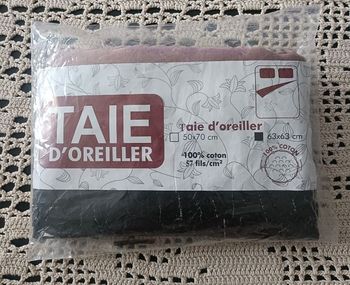 TAIE
D'OREILLER
Taie d'oreiller
50x70 cm
63x63 cm
100% coton
57 fils/cm²
100% COTON